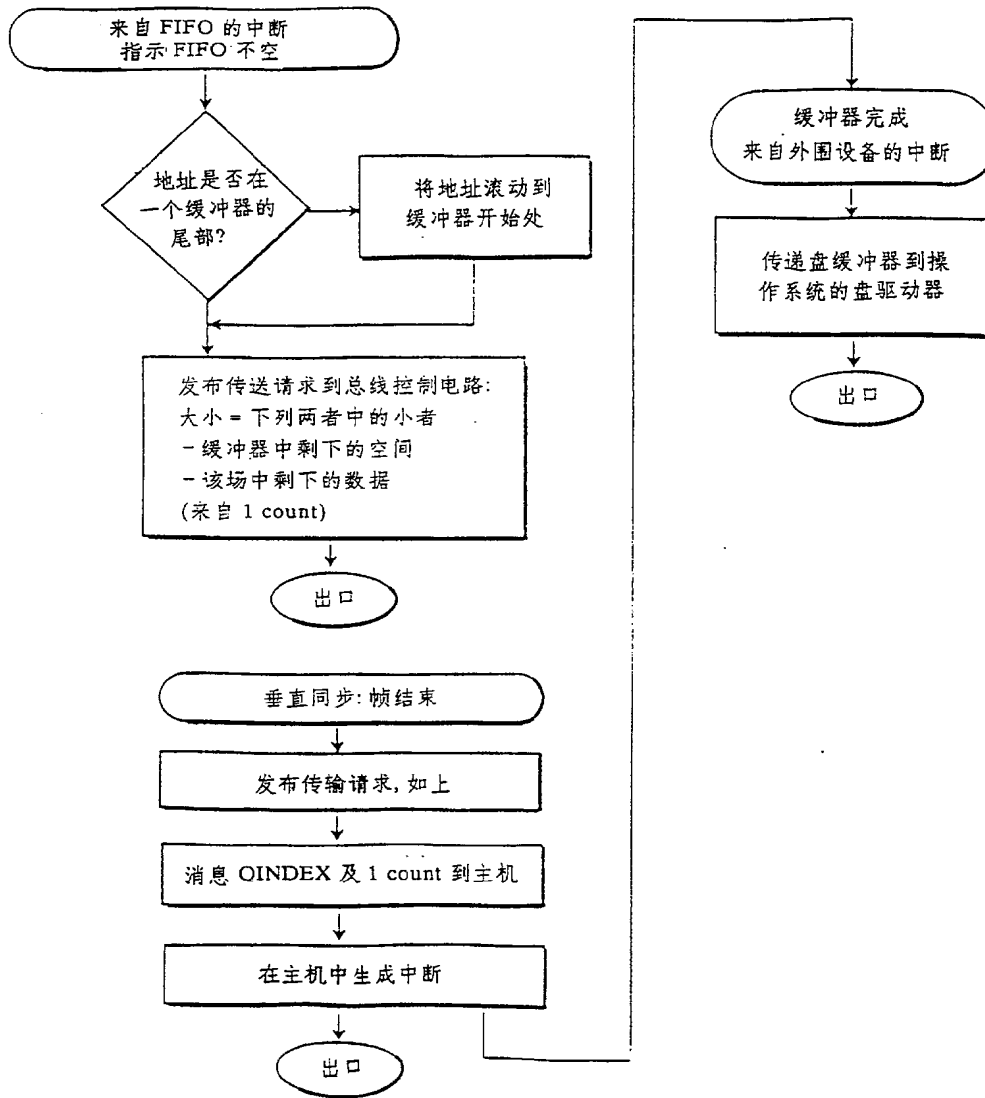 来自 FIFO 的中断
指示 FIFO 不空
地址是否在
一个缓冲器的
尾部?
将地址滚动到
缓冲器开始处
发布传送请求到总线控制电路:
大小 = 下列两者中的小者
-缓冲器中剩下的空间
-该场中剩下的数据
(来自 1 count)
出口
垂直同步: 帧结束
发布传输请求, 如上
消息 QINDEX 及 1 count 到主机
在主机中生成中断
出口
缓冲器完成
来自外围设备的中断
传递盘缓冲器到操
作系统的盘驱动器
出口